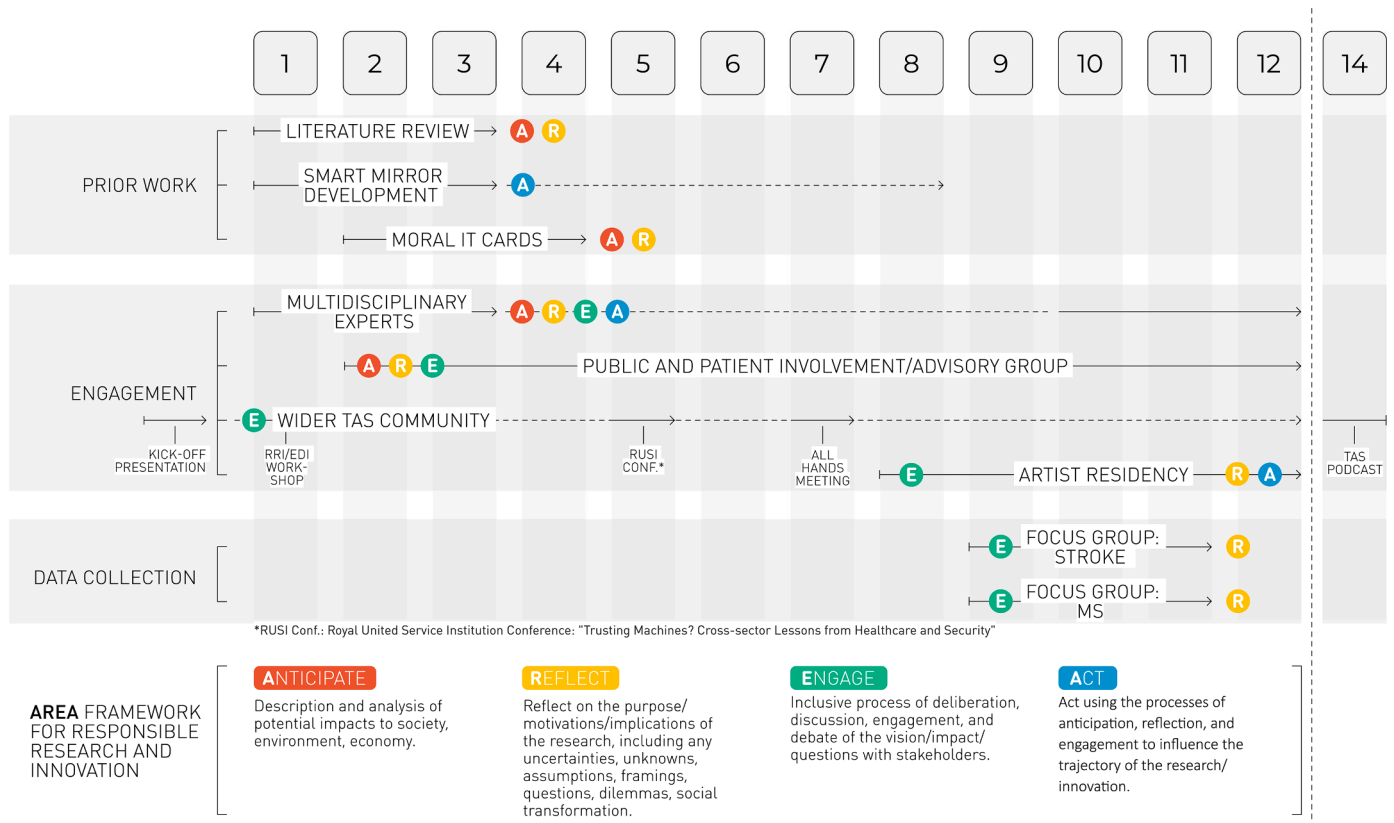 1 2 3 4 5 6 7 8 9 10 11 12 14
LITERATURE REVIEW A R
PRIOR WORK
SMART MIRROR
DEVELOPMENT
A
MORAL IT CARDS A R
MULTIDISCIPLINARY
EXPERTS
A R E A
A R E PUBLIC AND PATIENT INVOLVEMENT/ADVISORY GROUP
ENGAGEMENT
E WIDER TAS COMMUNITY
KICK-OFF
PRESENTATION
RRI/EDI
WORK-
SHOP
RUSI
CONF.*
ALL
HANDS
MEETING
TAS
PODCAST
E ARTIST RESIDENCY R A
E FOCUS GROUP:
STROKE
R
DATA COLLECTION
E FOCUS GROUP:
MS
R
*RUSI Conf.: Royal United Service Institution Conference: "Trusting Machines? Cross-sector Lessons from Healthcare and Security"
AREA FRAMEWORK
FOR RESPONSIBLE
RESEARCH AND
INNOVATION
ANTICIPATE
Description and analysis of
potential impacts to society,
environment, economy.
REFLECT
Reflect on the purpose/
motivations/implications of
the research, including any
uncertainties, unknowns,
assumptions, framings,
questions, dilemmas, social
transformation.
ENGAGE
Inclusive process of deliberation,
discussion, engagement, and
debate of the vision/impact/
questions with stakeholders.
ACT
Act using the processes of
anticipation, reflection, and
engagement to influence the
trajectory of the research/
innovation.